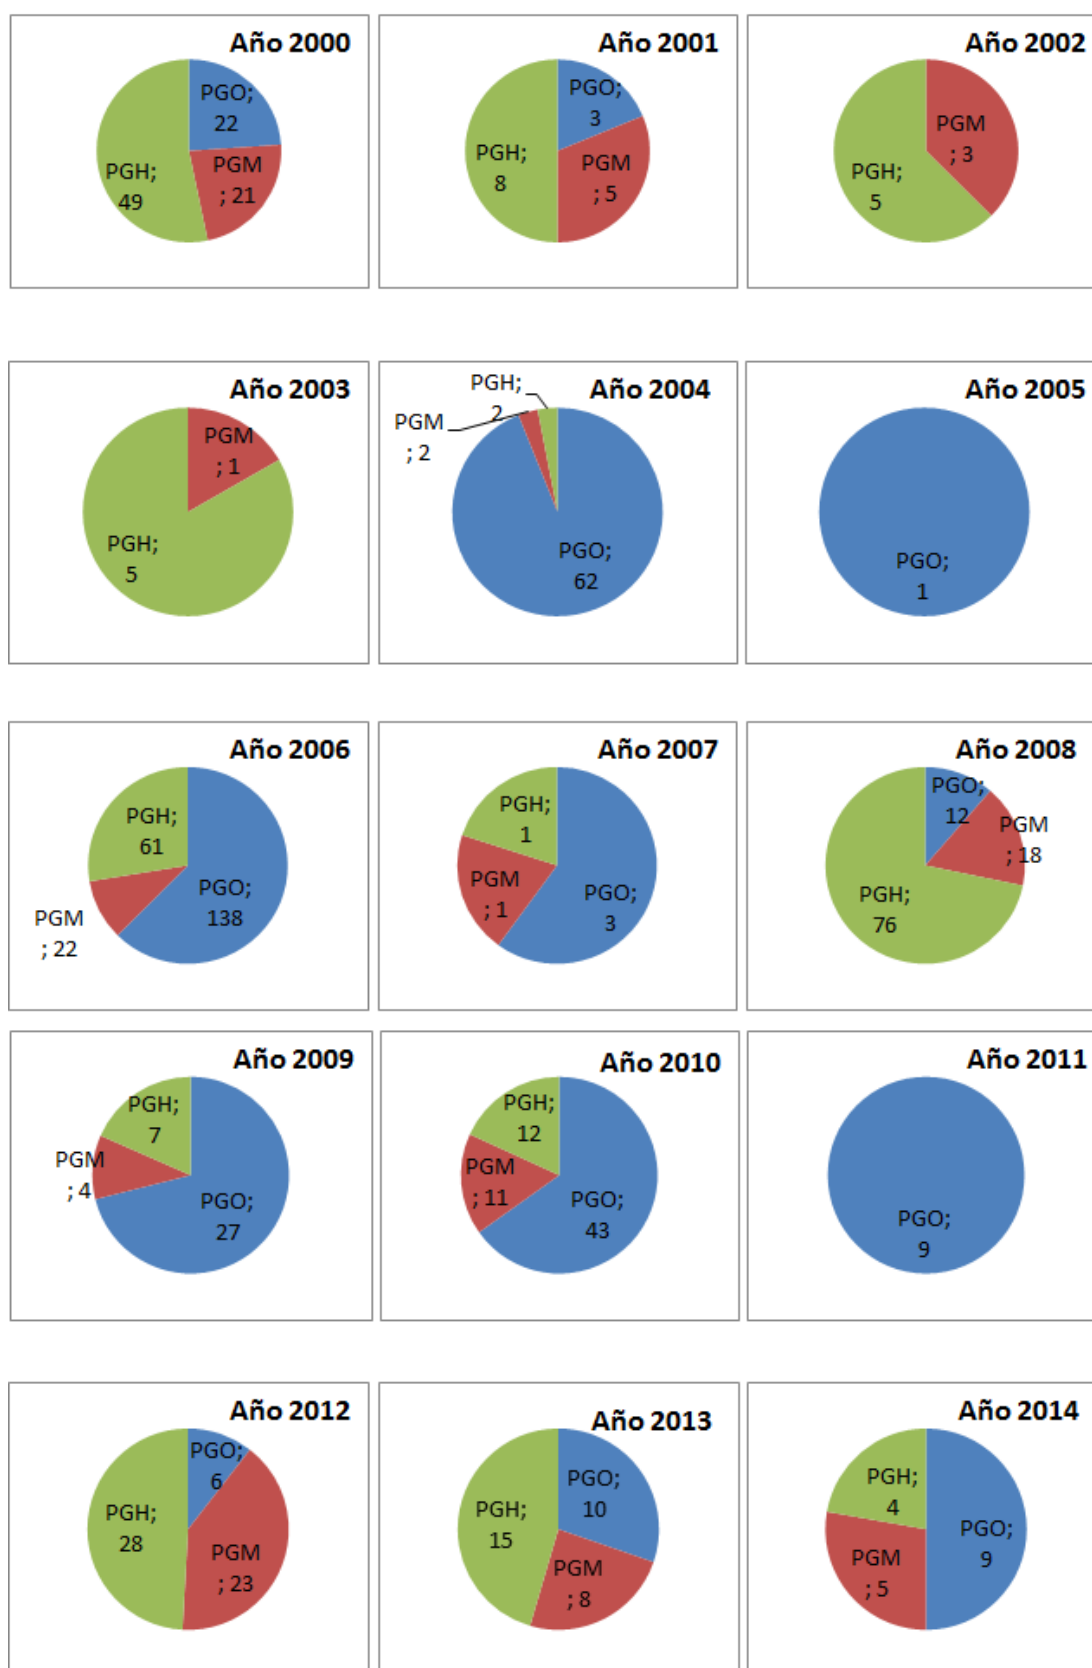 Año 2000
PGO;
22
PGM
; 21
PGH;
49
Año 2001
PGO;
3
PGM
; 5
PGH;
8
Año 2002
PGM
; 3
PGH;
5
Año 2003
PGM
; 1
PGH;
5
Año 2004
PGH;
2
PGM
; 2
PGO;
62
Año 2005
PGO;
1
Año 2006
PGH;
61
PGO;
138
PGM
; 22
Año 2007
PGH;
1
PGM
; 1
PGO;
3
Año 2008
PGO;
12
PGM
; 18
PGH;
76
Año 2009
PGH;
7
PGM
; 4
PGO;
27
Año 2010
PGH;
12
PGM
; 11
PGO;
43
Año 2011
PGO;
9
Año 2012
PGO;
6
PGH;
28
PGM
; 23
Año 2013
PGO;
10
PGH;
15
PGM
; 8
Año 2014
PGH;
4
PGO;
9
PGM
; 5